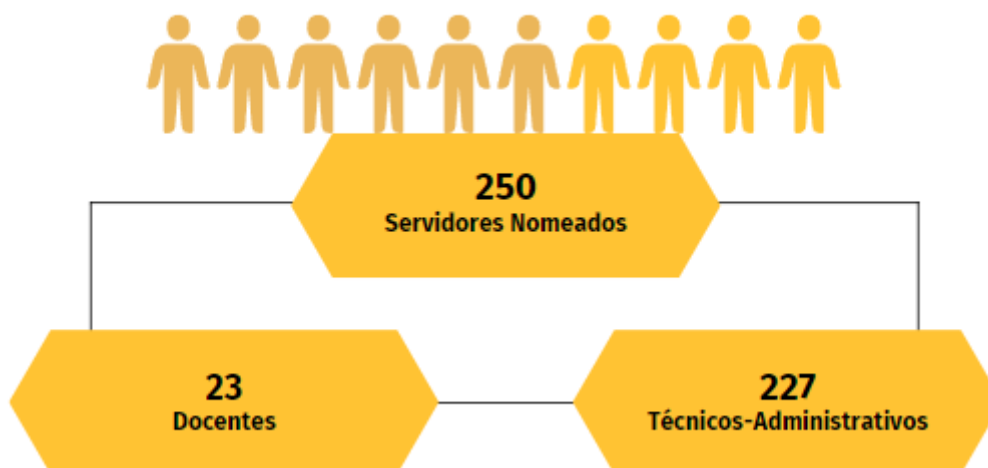 250
Servidores Nomeados
23
Docentes
227
Técnicos-Administrativos